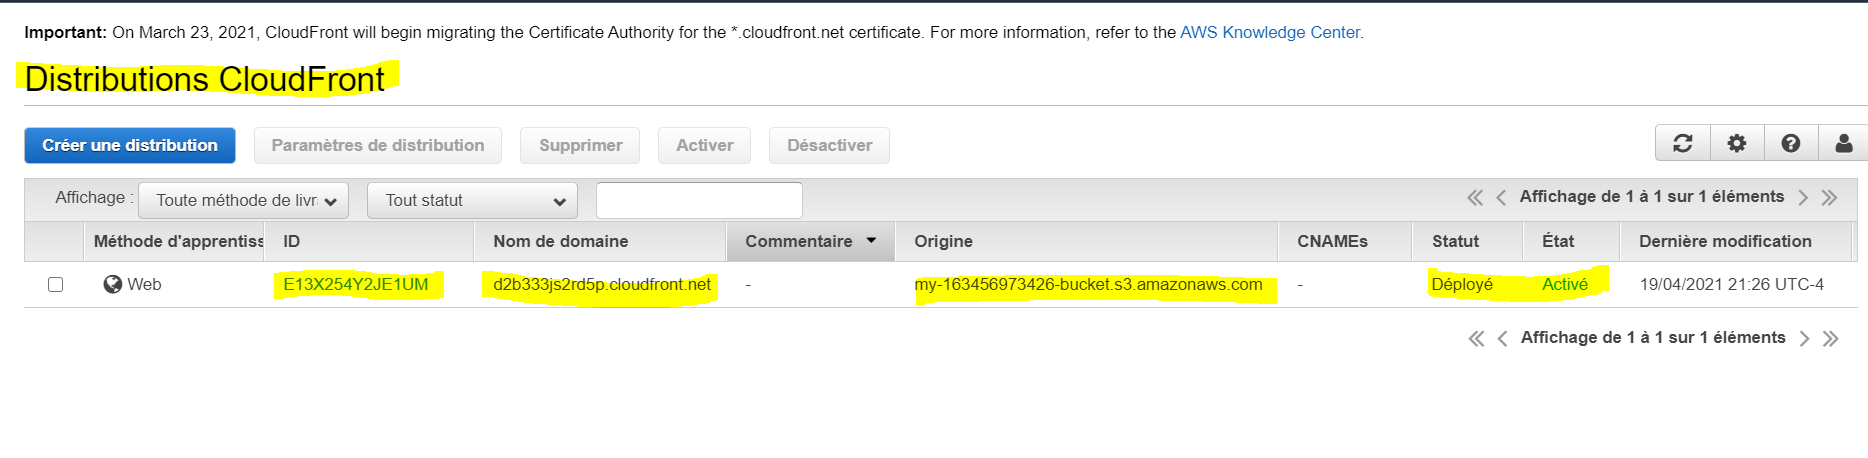 Important: On March 23, 2021, CloudFront will begin migrating the Certificate Authority for the *.cloudfront.net certificate. For more information, refer to the AWS Knowledge Center.
Distributions CloudFront
Créer une distribution Paramètres de distribution Supprimer Activer Désactiver
Affichage : Toute méthode de livr Tout statut Affichage de 1 à 1 sur 1 éléments
Méthode d'apprentiss ID Nom de domaine Commentaire Origine CNAMEs Statut État Dernière modification
Web E13X254Y2JE1UM d2b333js2rd5p.cloudfront.net - my-163456973426-bucket.s3.amazonaws.com - Déployé Activé 19/04/2021 21:26 UTC-4
Affichage de 1 à 1 sur 1 éléments